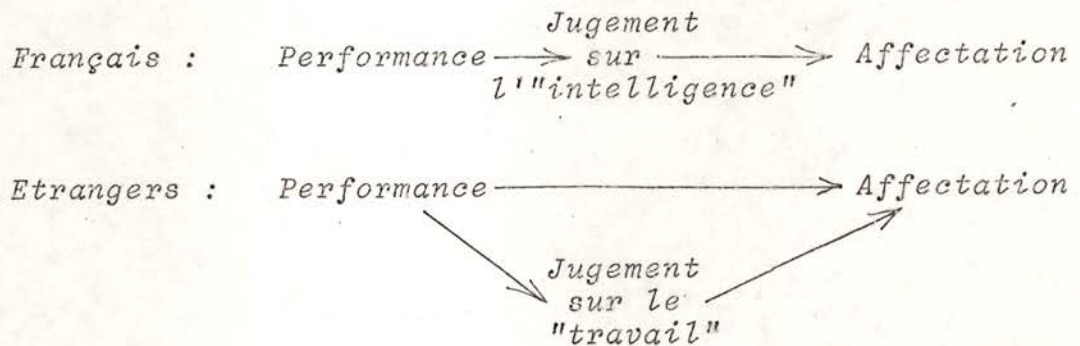 Jugement
Français : Performance sur Affectation
l'"intelligence"
Etrangers : Performance Affectation
Jugement
sur le
"travail"